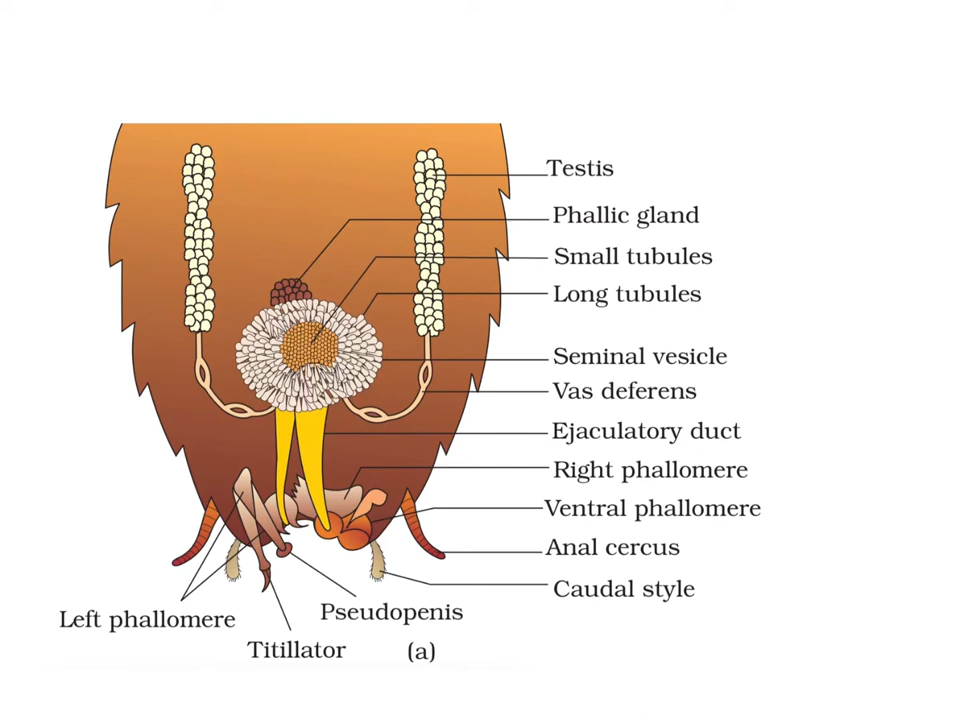 Testis
Phallic gland
Small tubules
Long tubules
Seminal vesicle
Vas deferens
Ejaculatory duct
Right phallomere
Ventral phallomere
Anal cercus
Caudal style
Left phallomere
Pseudopenis
Titillator
(a)